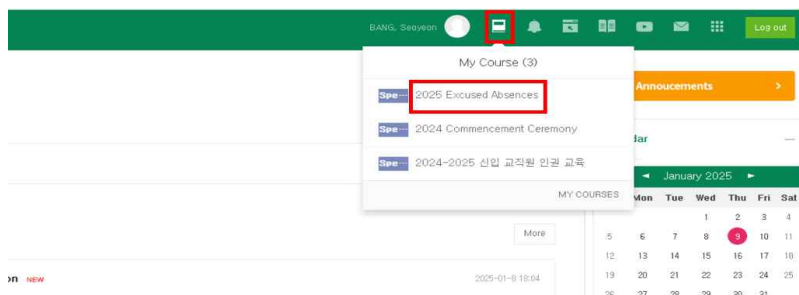 BANG, Seoyeon
Log out
My Course (3)
Spe··· 2025 Excused Absences
Spe··· 2024 Commencement Ceremony
Spe··· 2024-2025 신입 교직원 인권 교육
MY COURSES
Annoucements
dar
January 2025
Mon Tue Wed Thu Fri Sat
1 2 3 4
5 6 7 8 9 10 11
12 13 14 15 16 17 18
19 20 21 22 23 24 25
26 27 28 29 30 31
More
on NEW
2025-01-8 18:04